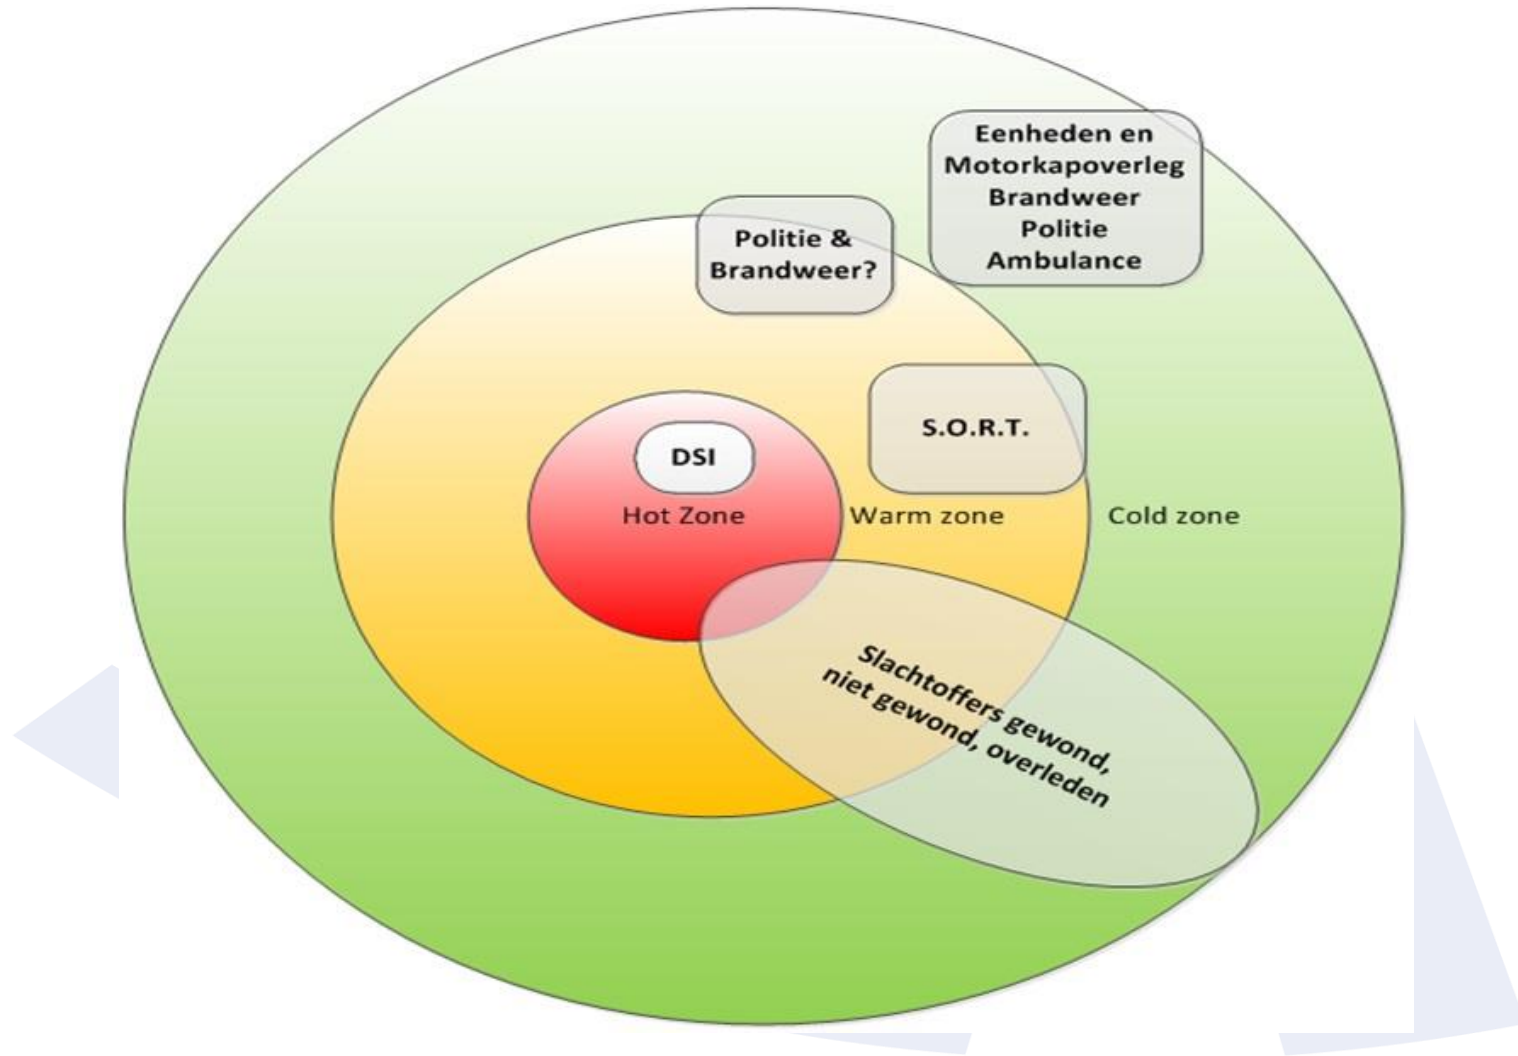 Eenheden en
Motorkapoverleg
Brandweer
Politie
Ambulance
Politie &
Brandweer?
S.O.R.T.
DSI
Hot Zone
Warm zone
Cold zone
Slachtoffers gewond,
niet gewond, overleden